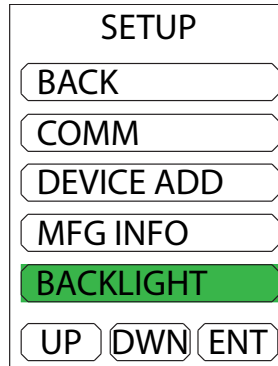 SETUP
BACK
COMM
DEVICE ADD
MFG INFO
BACKLIGHT
UP DWN ENT